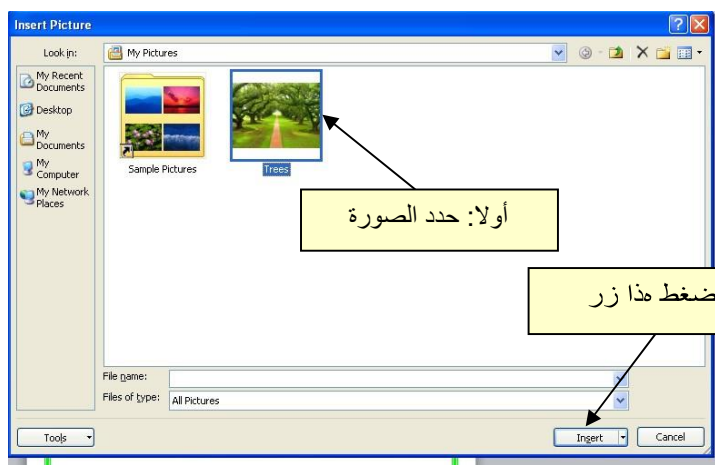 Insert Picture
Look in:
My Pictures
My Recent
Documents
Desktop
My
Documents
My
Computer
My Network
Places
Sample Pictures
Trees
أولا: حدد الصورة
ضغط هذا زر
File name:
Files of type:
All Pictures
Tools
Insert
Cancel